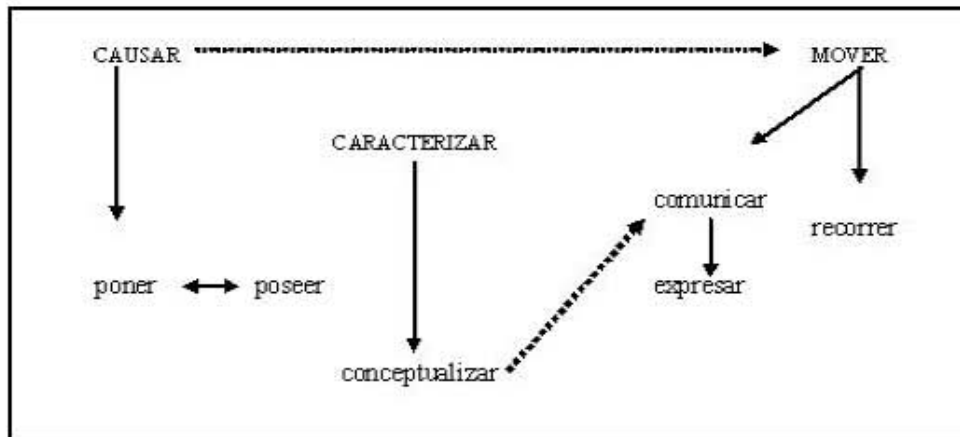 CAUSAR MOVER
CARACTERIZAR
comunicar
recorrer
poner poseer expresar
conceptualizar